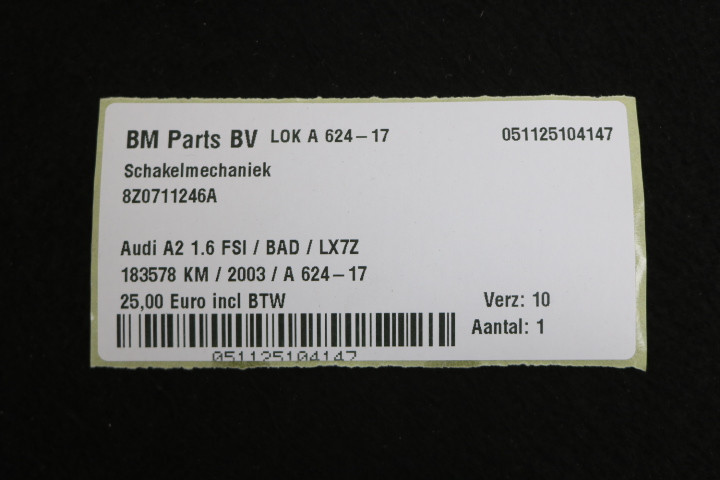 BM Parts BV LOK A 624-17 051125104147
Schakelmechaniek
8Z0711246A
Audi A2 1.6 FSI / BAD / LX7Z
183578 KM / 2003 / A 624-17
25,00 Euro incl BTW Verz: 10
Aantal: 1
051125104147